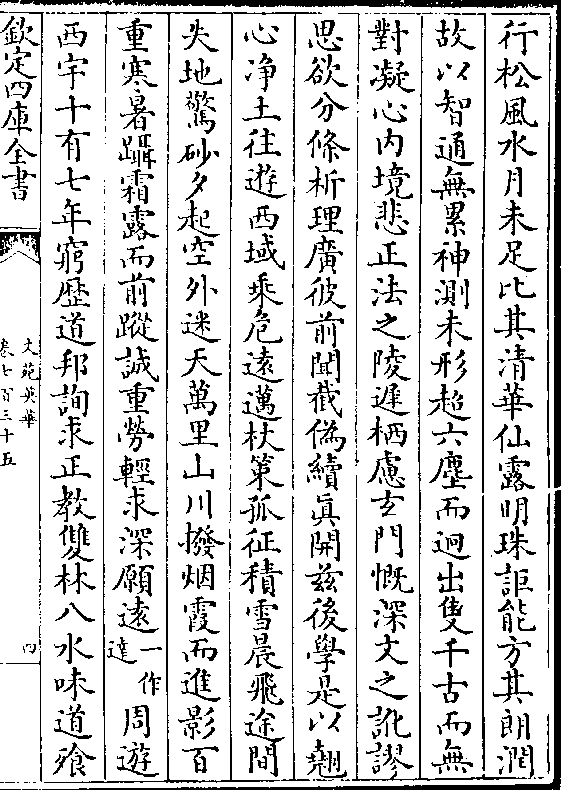 行松風水月未足比其清華仙露明珠詎能方其朗潤
故以智通無累神測未形超六塵而迥出隻千古而無
對凝心内境悲正法之陵遲栖慮玄門慨深文之訛謬
思欲分條析理廣彼前聞截偽續真開兹後學是以翹
心浄土往遊西域乗危遠邁杖策孤征積雪晨飛途間
失地驚砂夕起空外迷天萬里山川撥烟霞而進影百
重寒暑躡霜露而前蹤誠重勞輕求深願逺一作達周遊
西宇十有七年窮歴道邦詢求正教雙林八水味道飱
欽定四庫全書
文苑英華
卷七百三十五
四